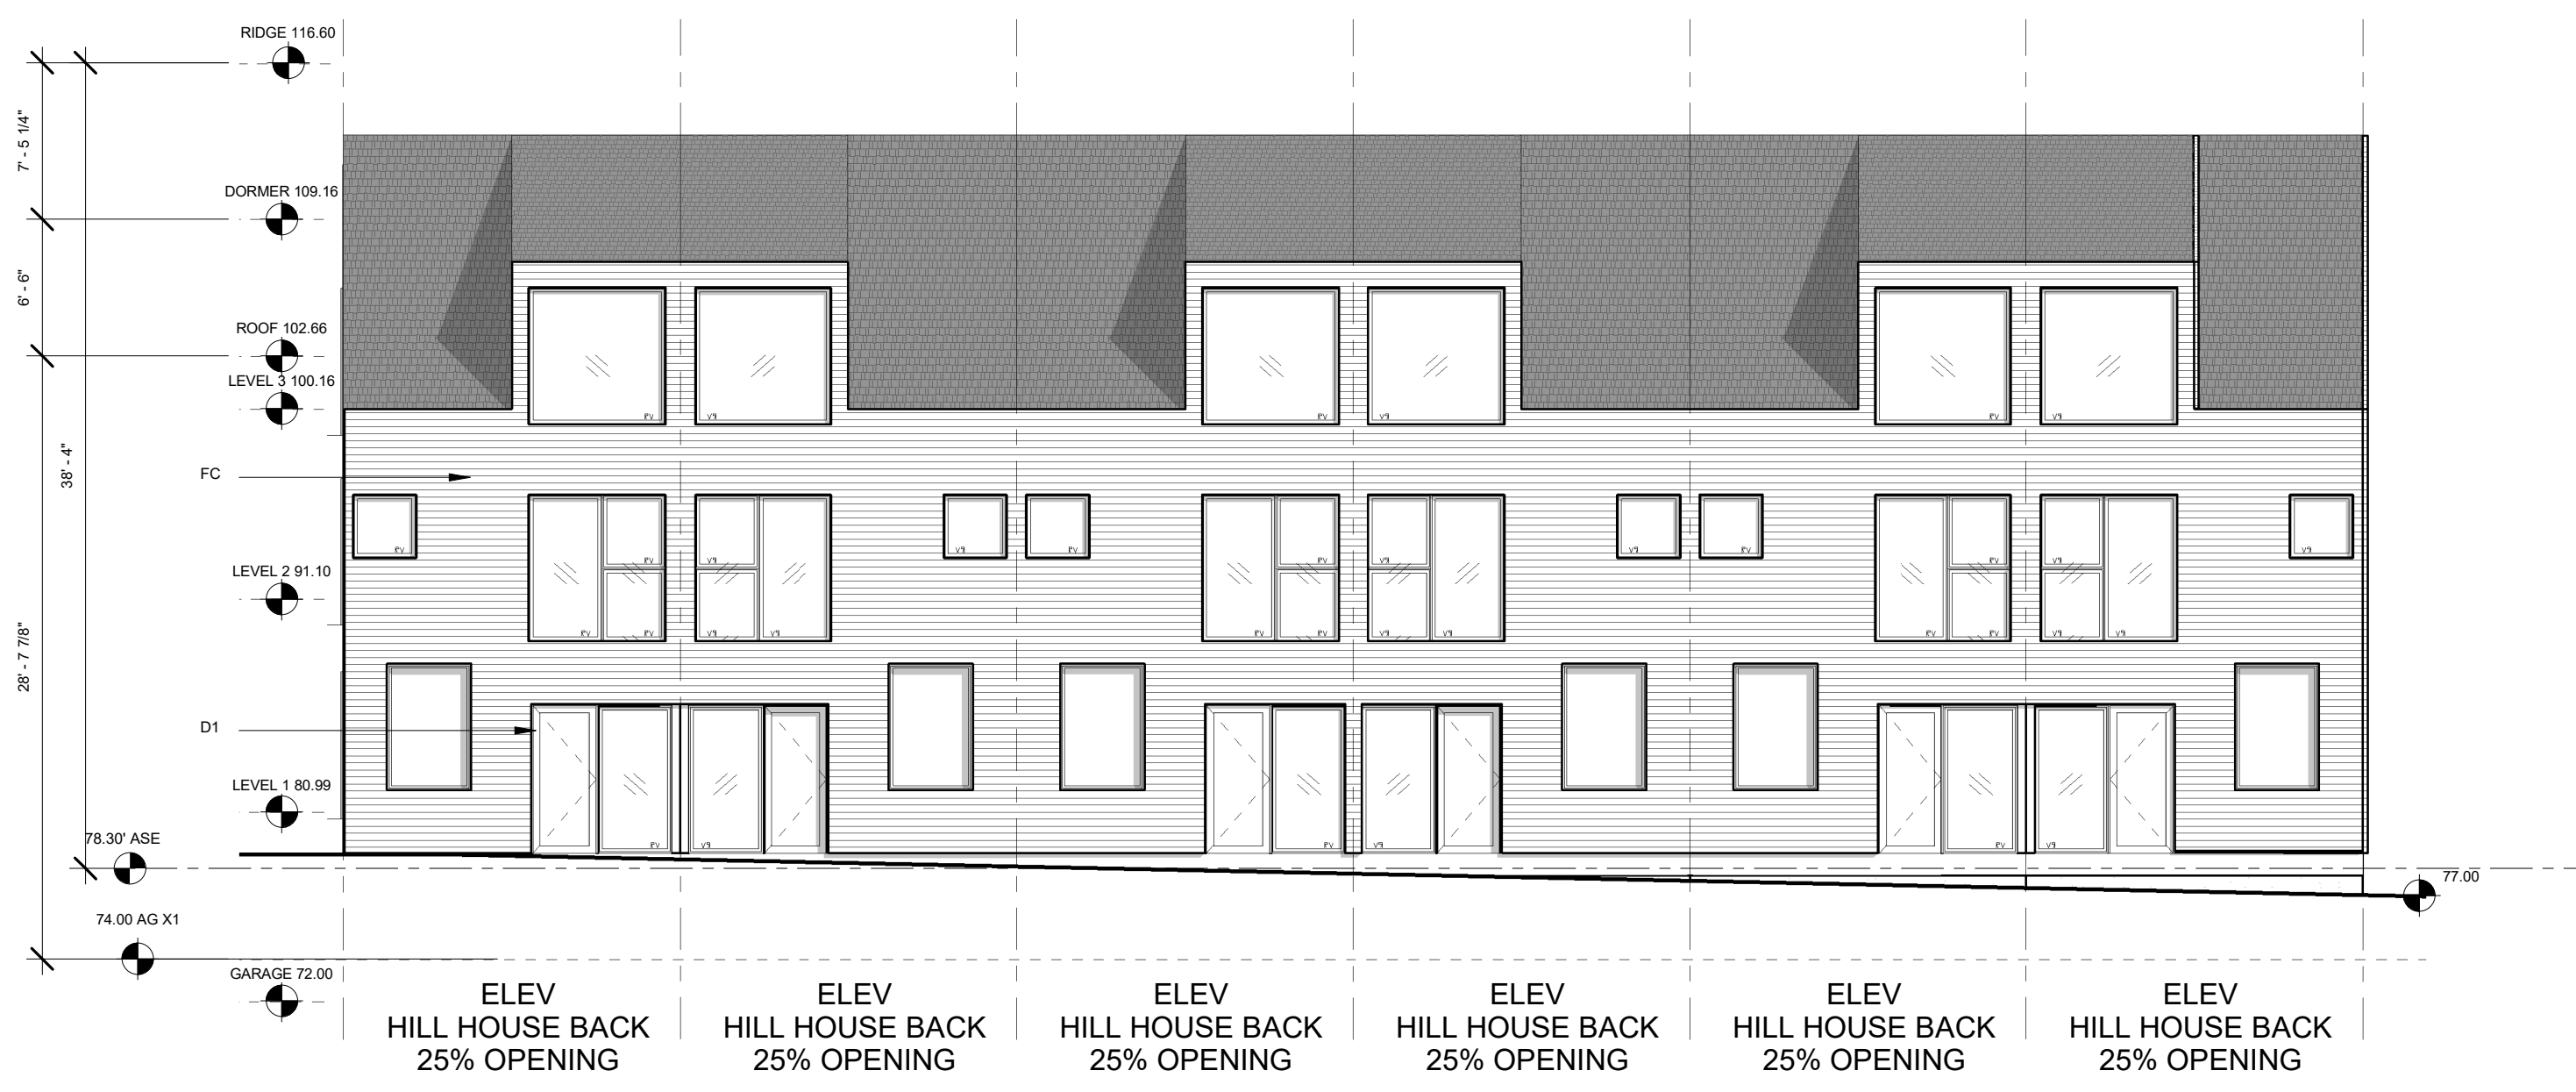 RIDGE 116.60
7' - 5 1/4"
DORMER 109.16
6' - 6"
ROOF 102.66
LEVEL 3 100.16
38' - 4"
FC
LEVEL 2 91.10
28' - 7 7/8"
D1
LEVEL 1 80.99
78.30' ASE
77.00
74.00 AG X1
GARAGE 72.00
ELEV
HILL HOUSE BACK
25% OPENING
ELEV
HILL HOUSE BACK
25% OPENING
ELEV
HILL HOUSE BACK
25% OPENING
ELEV
HILL HOUSE BACK
25% OPENING
ELEV
HILL HOUSE BACK
25% OPENING
ELEV
HILL HOUSE BACK
25% OPENING